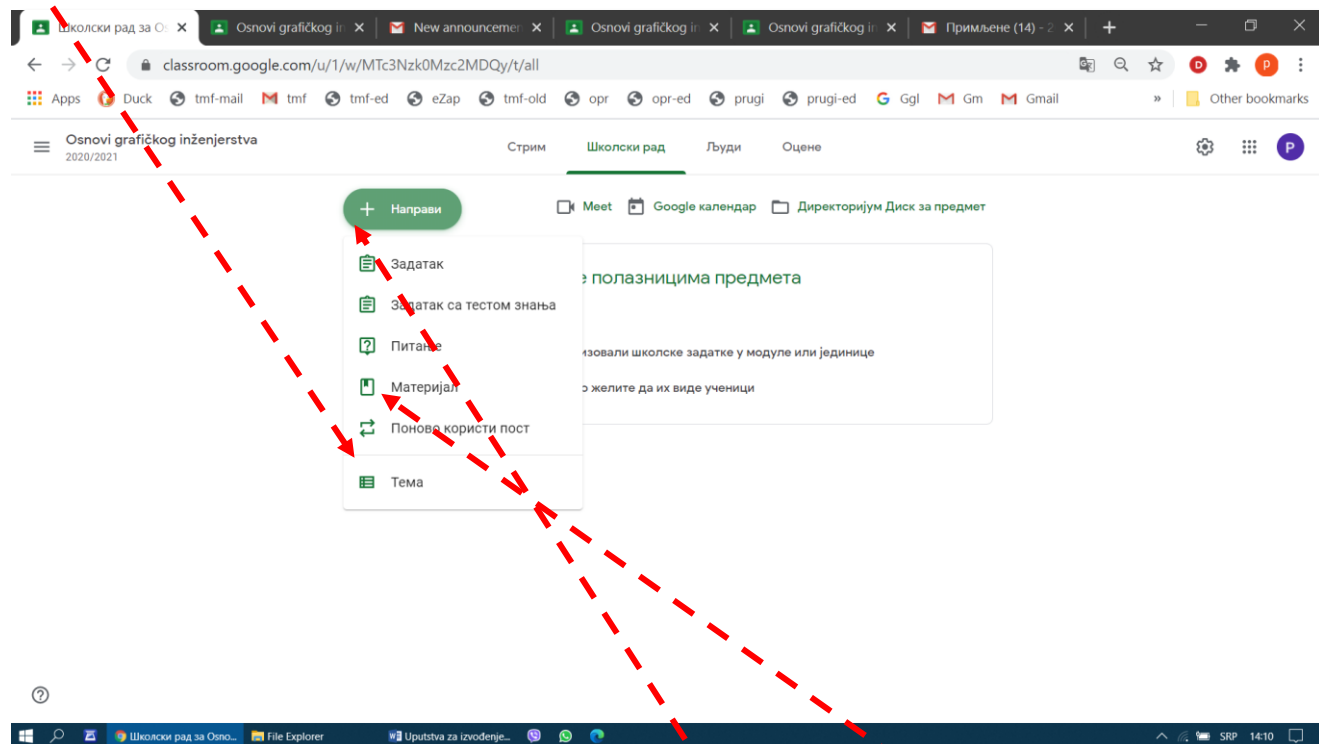 Школски рад за Os
Osnovi grafičkog in
New announcemen
Osnovi grafičkog in
Osnovi grafičkog in
Примљене (14) - 2
classroom.google.com/u/1/w/MTc3Nzk0Mzc2MDQy/t/all
Apps Duck tmf-mail tmf tmf-ed eZap tmf-old opr opr-ed prugi prugi-ed Ggl Gm Gmail » Other bookmarks
Osnovi grafičkog inženjerstva
2020/2021
Стрим Школски рад Људи Оцене
P
Направи
Meet Google календар Директоријум Диск за предмет
Задатак
е полазницима предмета
Задатак са тестом знања
Питање
изовали школске задатке у модуле или јединице
Материјал
о желите да их виде ученици
Поново користи пост
Тема
Школски рад за Osno... File Explorer Uputstva za izvođenje... SRP 14:10